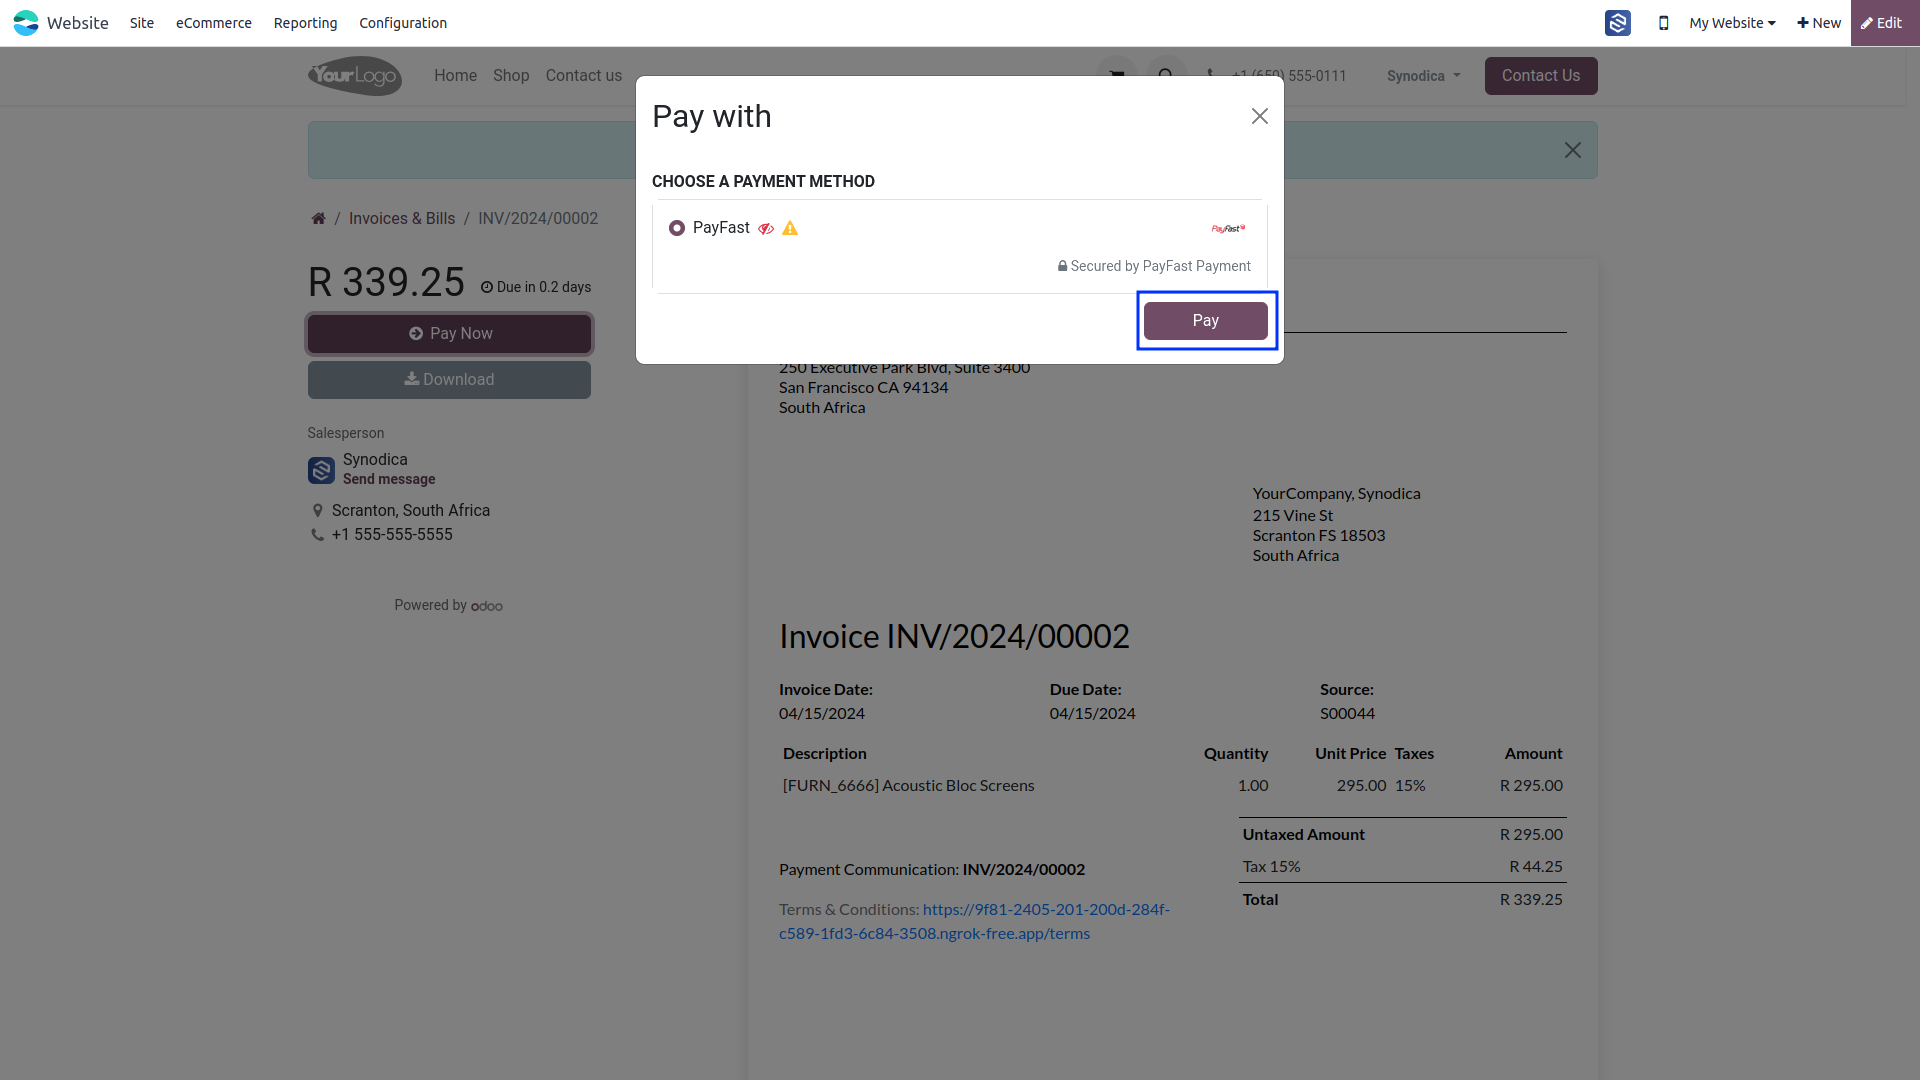 Website Site eCommerce Reporting Configuration My Website New Edit
YourLogo Home Shop Contact us +1 (650) 555-0111 Synodica Contact Us
Pay with
CHOOSE A PAYMENT METHOD
PayFast PayFast
Secured by PayFast Payment
Pay
/ Invoices & Bills / INV/2024/00002
R 339.25 Due in 0.2 days
Pay Now
Download
Salesperson
Synodica
Send message
Scranton, South Africa
+1 555-555-5555
Powered by odoo
250 Executive Park Blvd, Suite 3400
San Francisco CA 94134
South Africa
YourCompany, Synodica
215 Vine St
Scranton FS 18503
South Africa
Invoice INV/2024/00002
Invoice Date: Due Date: Source:
04/15/2024 04/15/2024 S00044
Description Quantity Unit Price Taxes Amount
[FURN_6666] Acoustic Bloc Screens 1.00 295.00 15% R 295.00
Untaxed Amount R 295.00
Tax 15% R 44.25
Total R 339.25
Payment Communication: INV/2024/00002
Terms & Conditions: https://9f81-2405-201-200d-284f-
c589-1fd3-6c84-3508.ngrok-free.app/terms